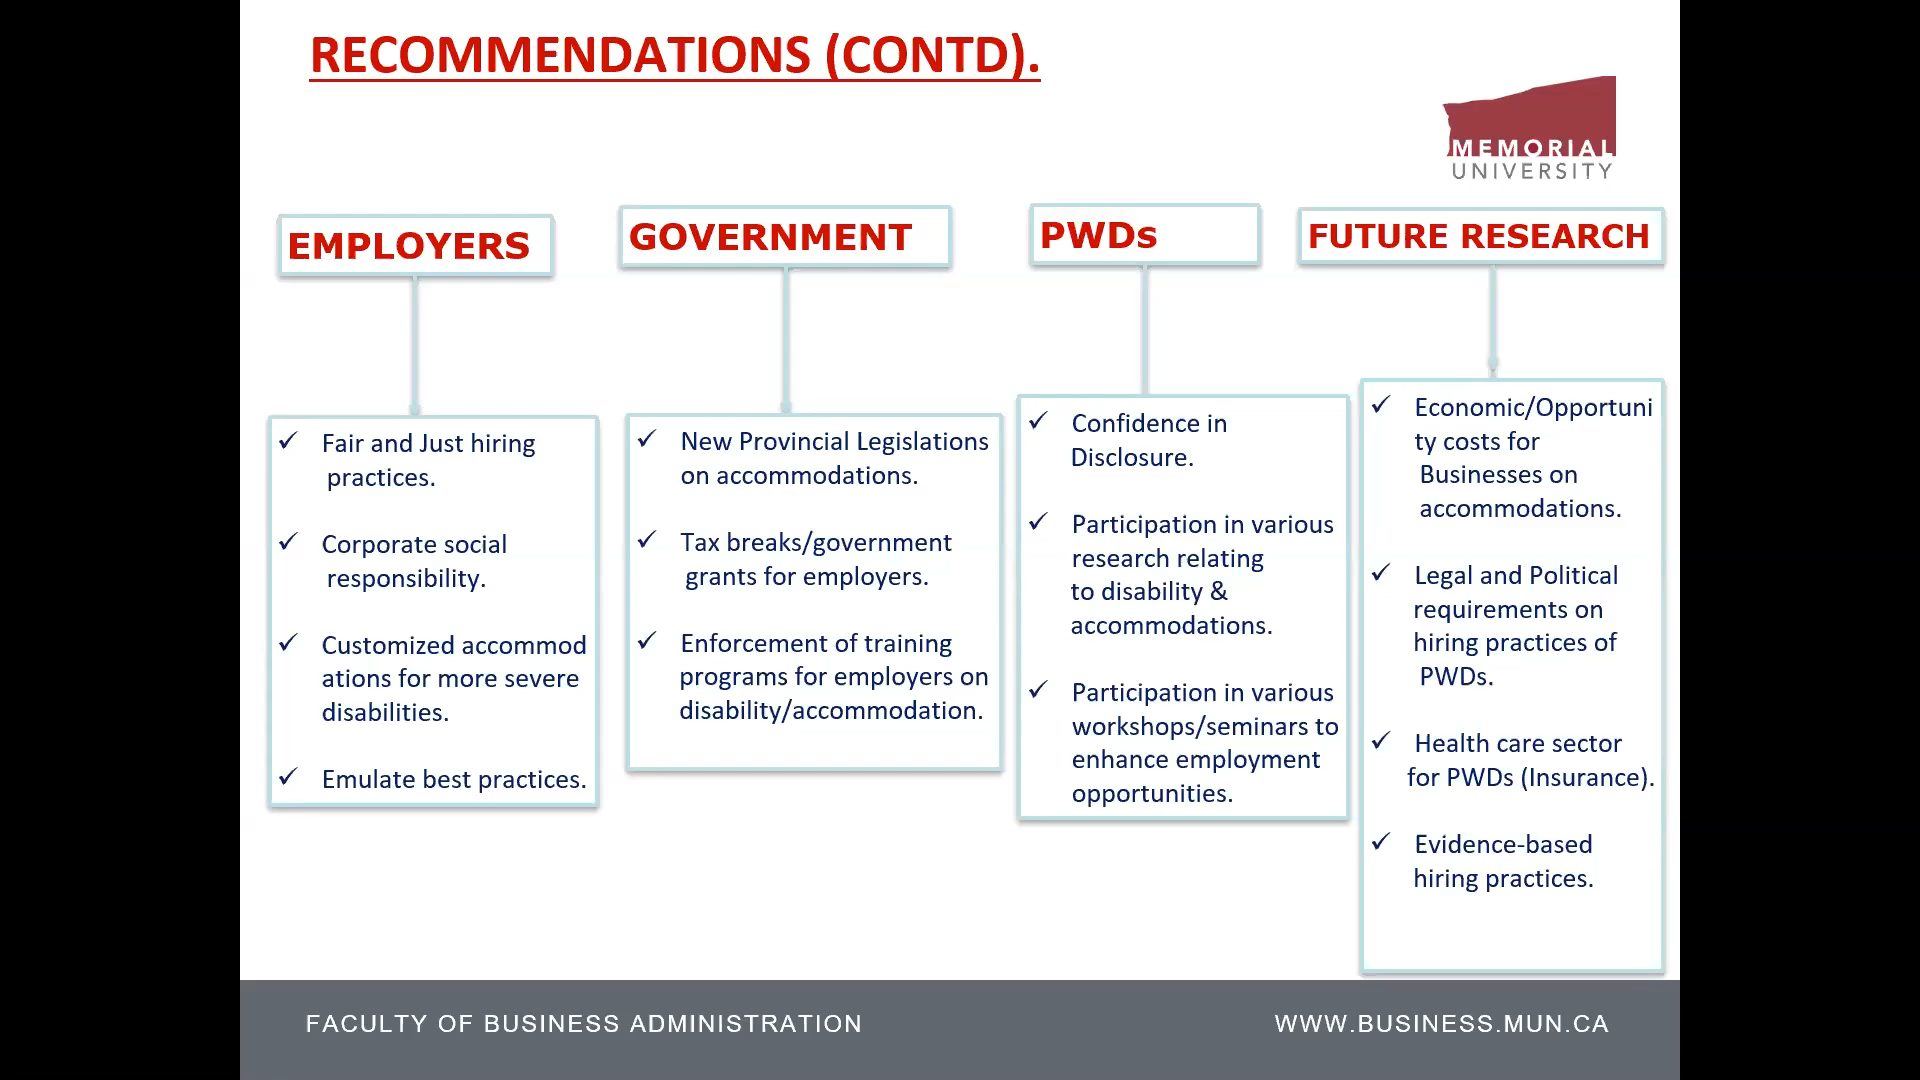 RECOMMENDATIONS (CONTD).
MEMORIAL
UNIVERSITY
EMPLOYERS
Fair and Just hiring
practices.
Corporate social
responsibility.
Customized accommod
ations for more severe
disabilities.
Emulate best practices.
GOVERNMENT
New Provincial Legislations
on accommodations.
Tax breaks/government
grants for employers.
Enforcement of training
programs for employers on
disability/accommodation.
PWDs
Confidence in
Disclosure.
Participation in various
research relating
to disability &
accommodations.
Participation in various
workshops/seminars to
enhance employment
opportunities.
FUTURE RESEARCH
Economic/Opportuni
ty costs for
Businesses on
accommodations.
Legal and Political
requirements on
hiring practices of
PWDs.
Health care sector
for PWDs (Insurance).
Evidence-based
hiring practices.
FACULTY OF BUSINESS ADMINISTRATION
WWW.BUSINESS.MUN.CA